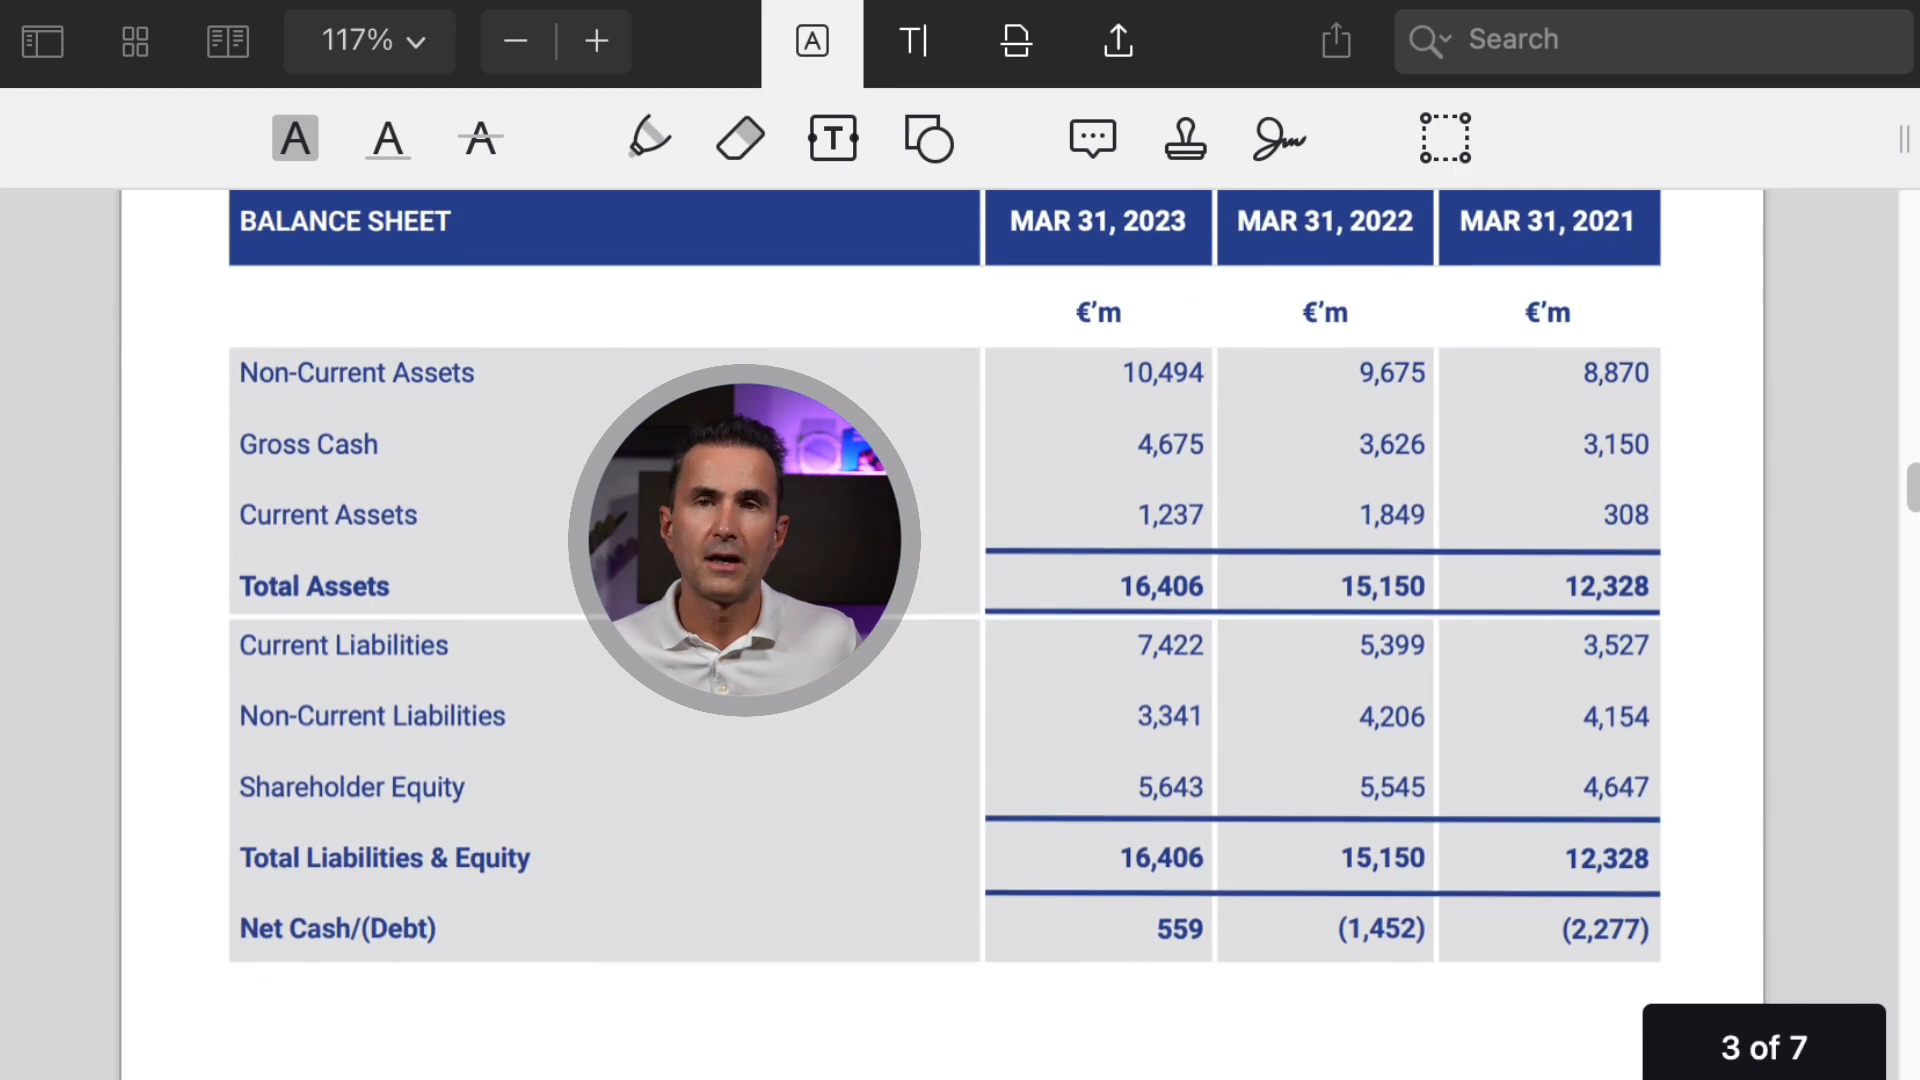 117%
Search
A A A T
BALANCE SHEET MAR 31, 2023 MAR 31, 2022 MAR 31, 2021
€'m €'m €'m
Non-Current Assets 10,494 9,675 8,870
Gross Cash 4,675 3,626 3,150
Current Assets 1,237 1,849 308
Total Assets 16,406 15,150 12,328
Current Liabilities 7,422 5,399 3,527
Non-Current Liabilities 3,341 4,206 4,154
Shareholder Equity 5,643 5,545 4,647
Total Liabilities & Equity 16,406 15,150 12,328
Net Cash/(Debt) 559 (1,452) (2,277)
3 of 7